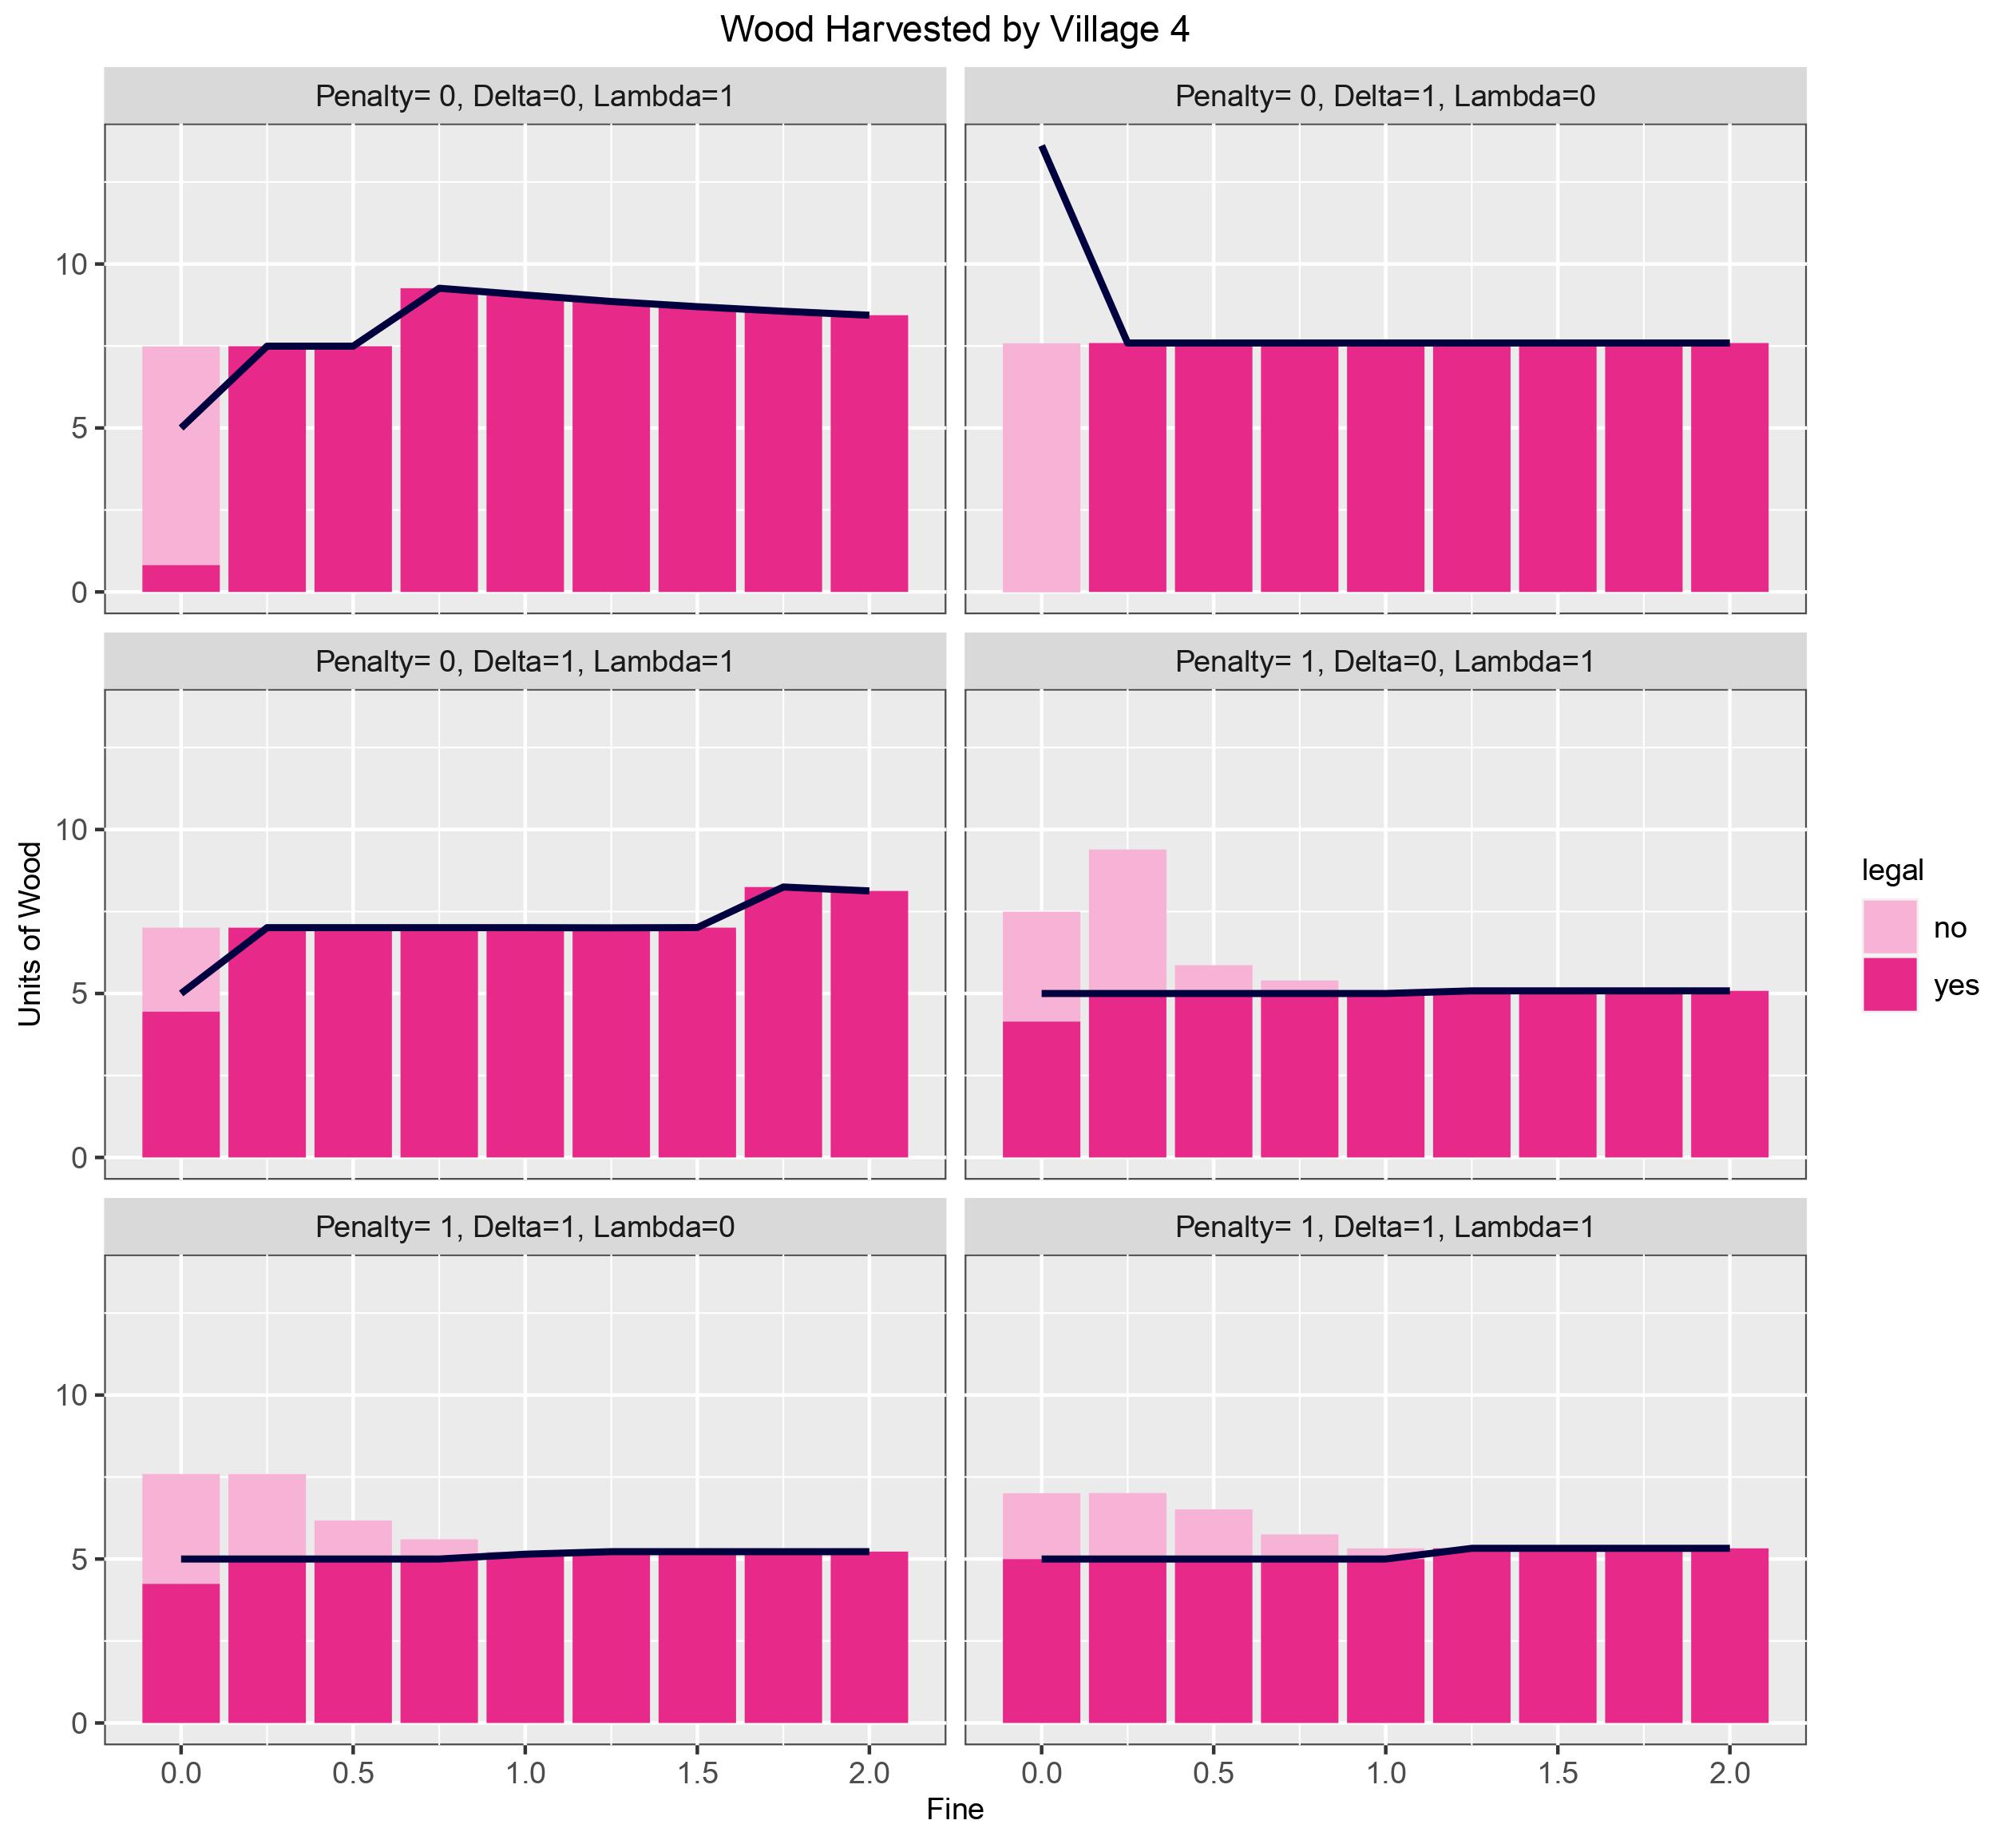 Wood Harvested by Village 4
Penalty= 0, Delta=0, Lambda=1
Penalty= 0, Delta=1, Lambda=0
10
5
0
Penalty= 0, Delta=1, Lambda=1
Penalty= 1, Delta=0, Lambda=1
10
5
0
Units of Wood
legal
no
yes
Penalty= 1, Delta=1, Lambda=0
Penalty= 1, Delta=1, Lambda=1
10
5
0
0.0 0.5 1.0 1.5 2.0
0.0 0.5 1.0 1.5 2.0
Fine